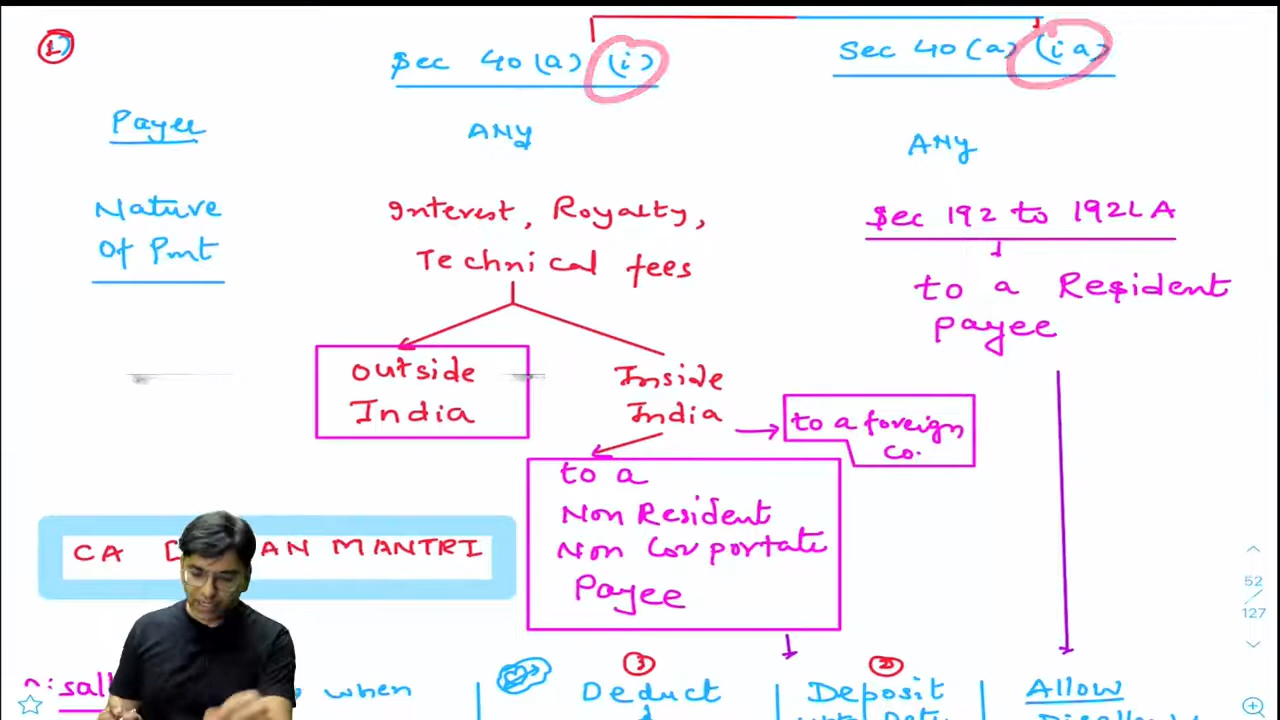 1
Sec 40(a) (i)
Sec 40(a) (ia)
Payee
ANY
ANY
Nature
Of Pmt
Interest, Royalty,
Technical fees
Sec 192 to 192LA
to a Resident
payee
outside
India
Inside
India
to a foreign
co.
to a
Non Resident
Non Corportate
Payee
CA AN MANTRI
52
127
when
3
Deduct
2
Deposit
Allow